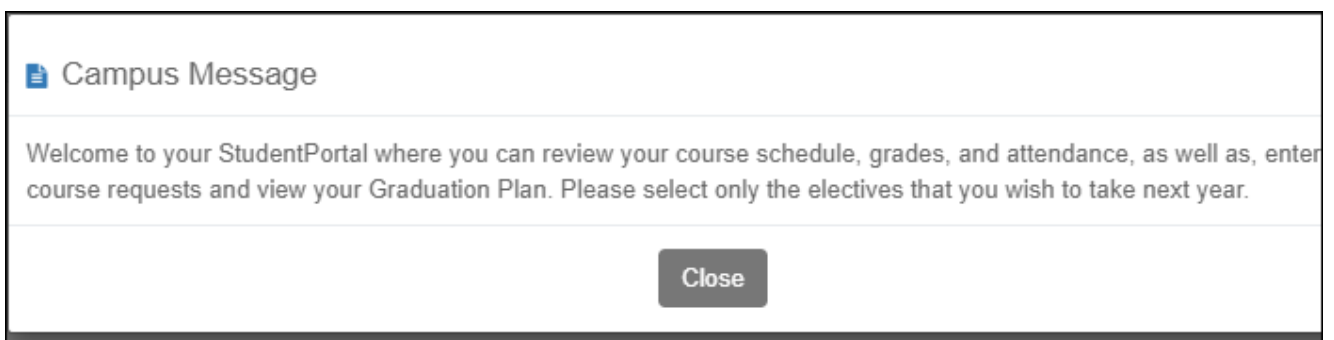 Campus Message
Welcome to your StudentPortal where you can review your course schedule, grades, and attendance, as well as, enter
course requests and view your Graduation Plan. Please select only the electives that you wish to take next year.
Close